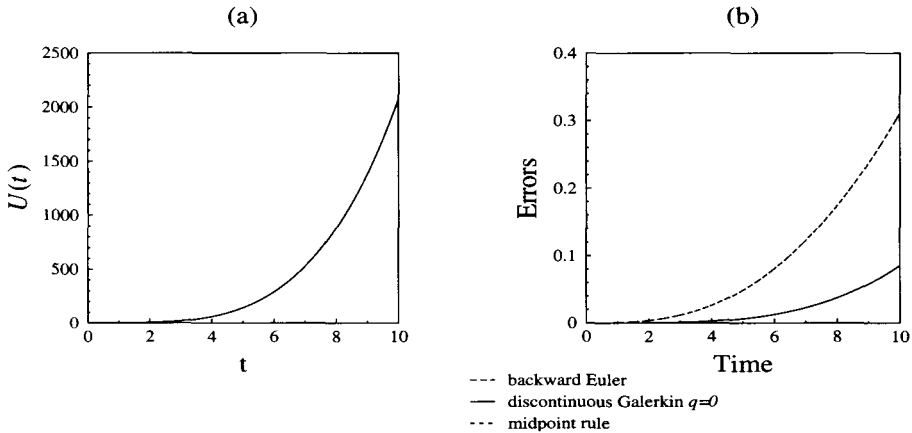 (a)
2500
2000
1500
1000
500
0
U(t)
0 2 4 6 8 10
t
(b)
0.4
0.3
0.2
0.1
0
Errors
0 2 4 6 8 10
Time
backward Euler
discontinuous Galerkin q=0
midpoint rule